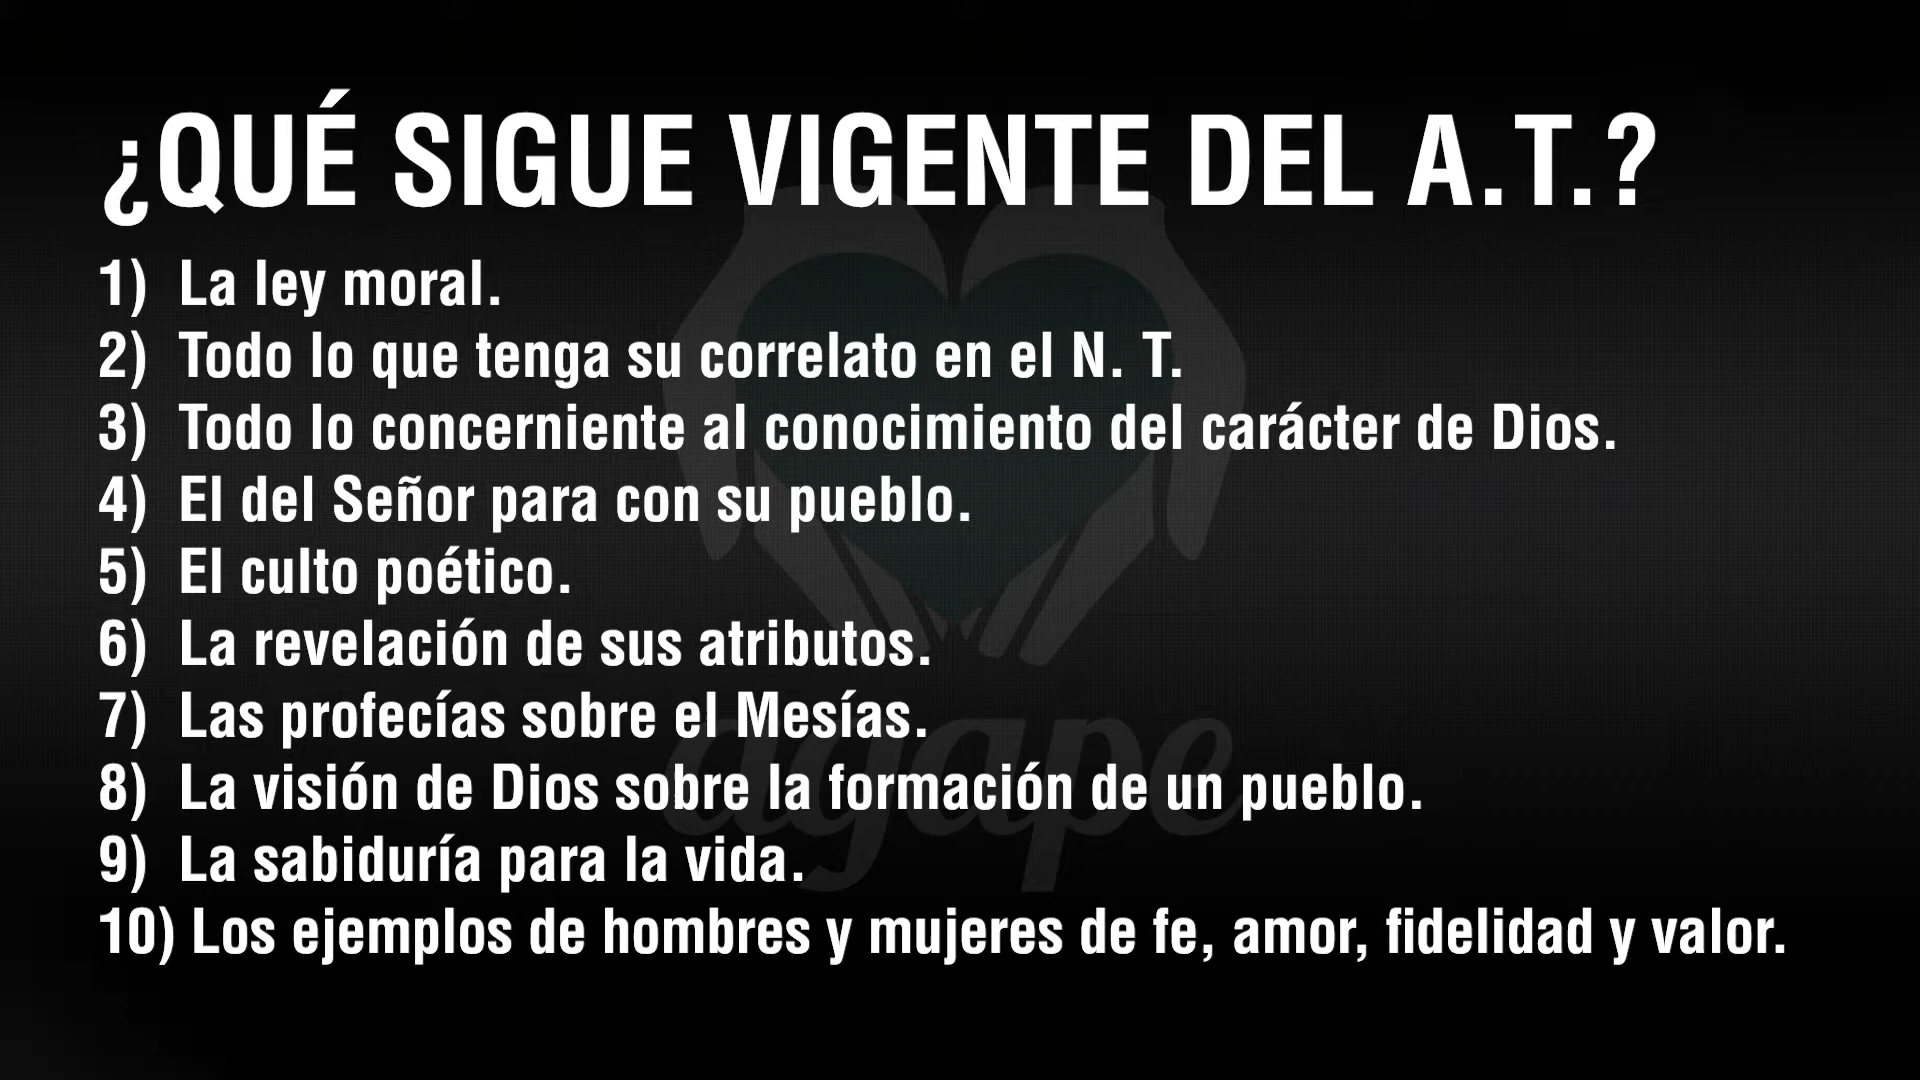 ¿QUÉ SIGUE VIGENTE DEL A.T.?
1) La ley moral.
2) Todo lo que tenga su correlato en el N. T.
3) Todo lo concerniente al conocimiento del carácter de Dios.
4) El del Señor para con su pueblo.
5) El culto poético.
6) La revelación de sus atributos.
7) Las profecías sobre el Mesías.
8) La visión de Dios sobre la formación de un pueblo.
9) La sabiduría para la vida.
10) Los ejemplos de hombres y mujeres de fe, amor, fidelidad y valor.
agape